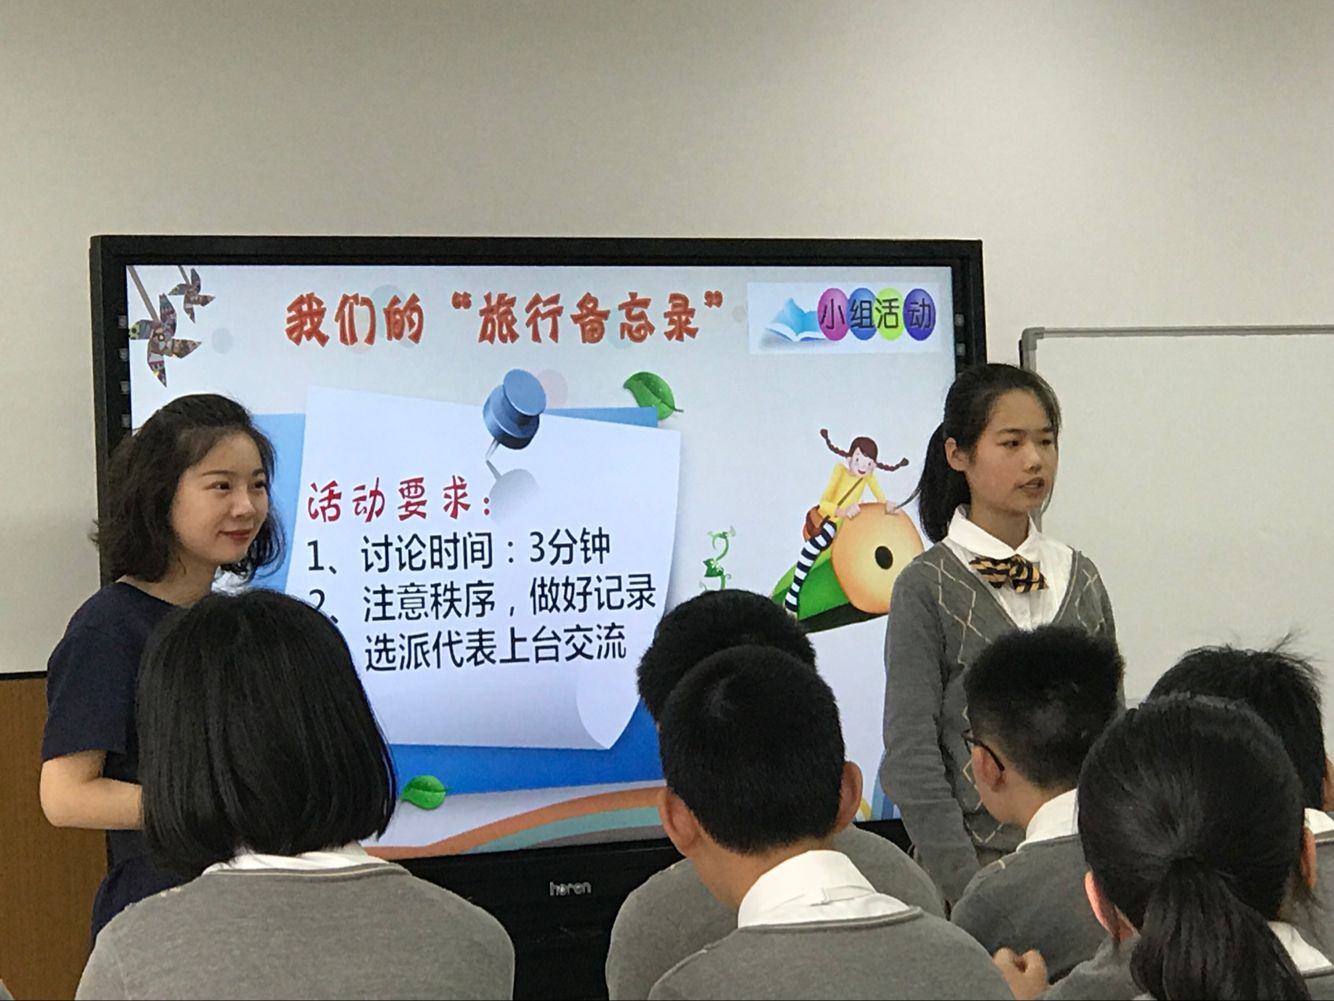 我们的“旅行备忘录”
小组活动
活动要求：
1、讨论时间：3分钟
2、注意秩序，做好记录
选派代表上台交流
horen